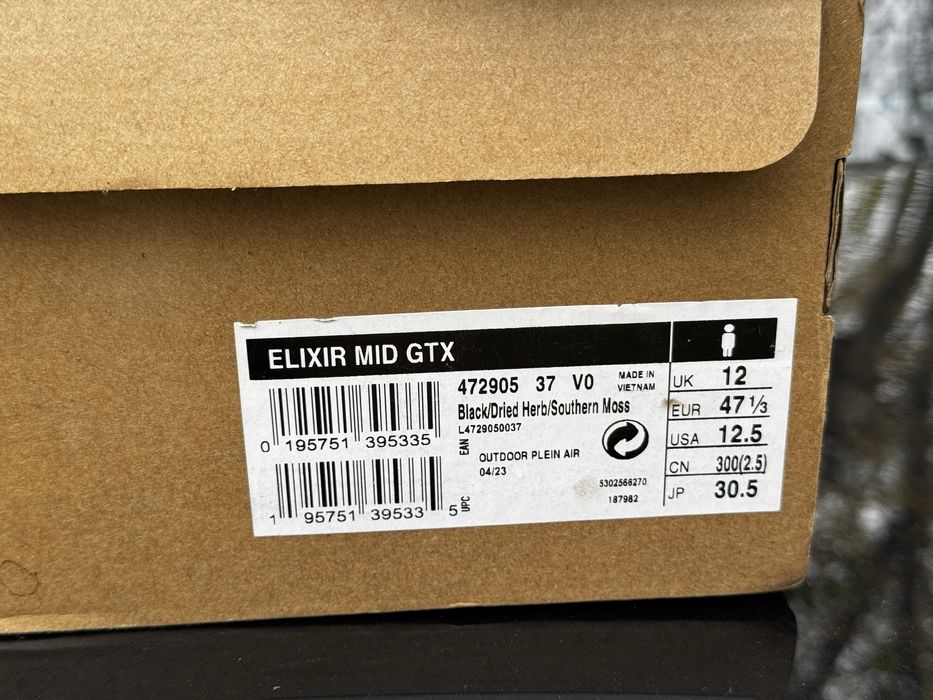 ELIXIR MID GTX
472905 37 V0
MADE IN
VIETNAM
Black/Dried Herb/Southern Moss
L4729050037
0 195751 395335
EAN
OUTDOOR PLEIN AIR
04/23
5302566270
187982
1 95751 39533 5
UPC
UK 12
EUR 47 1/3
USA 12.5
CN 300(2.5)
JP 30.5